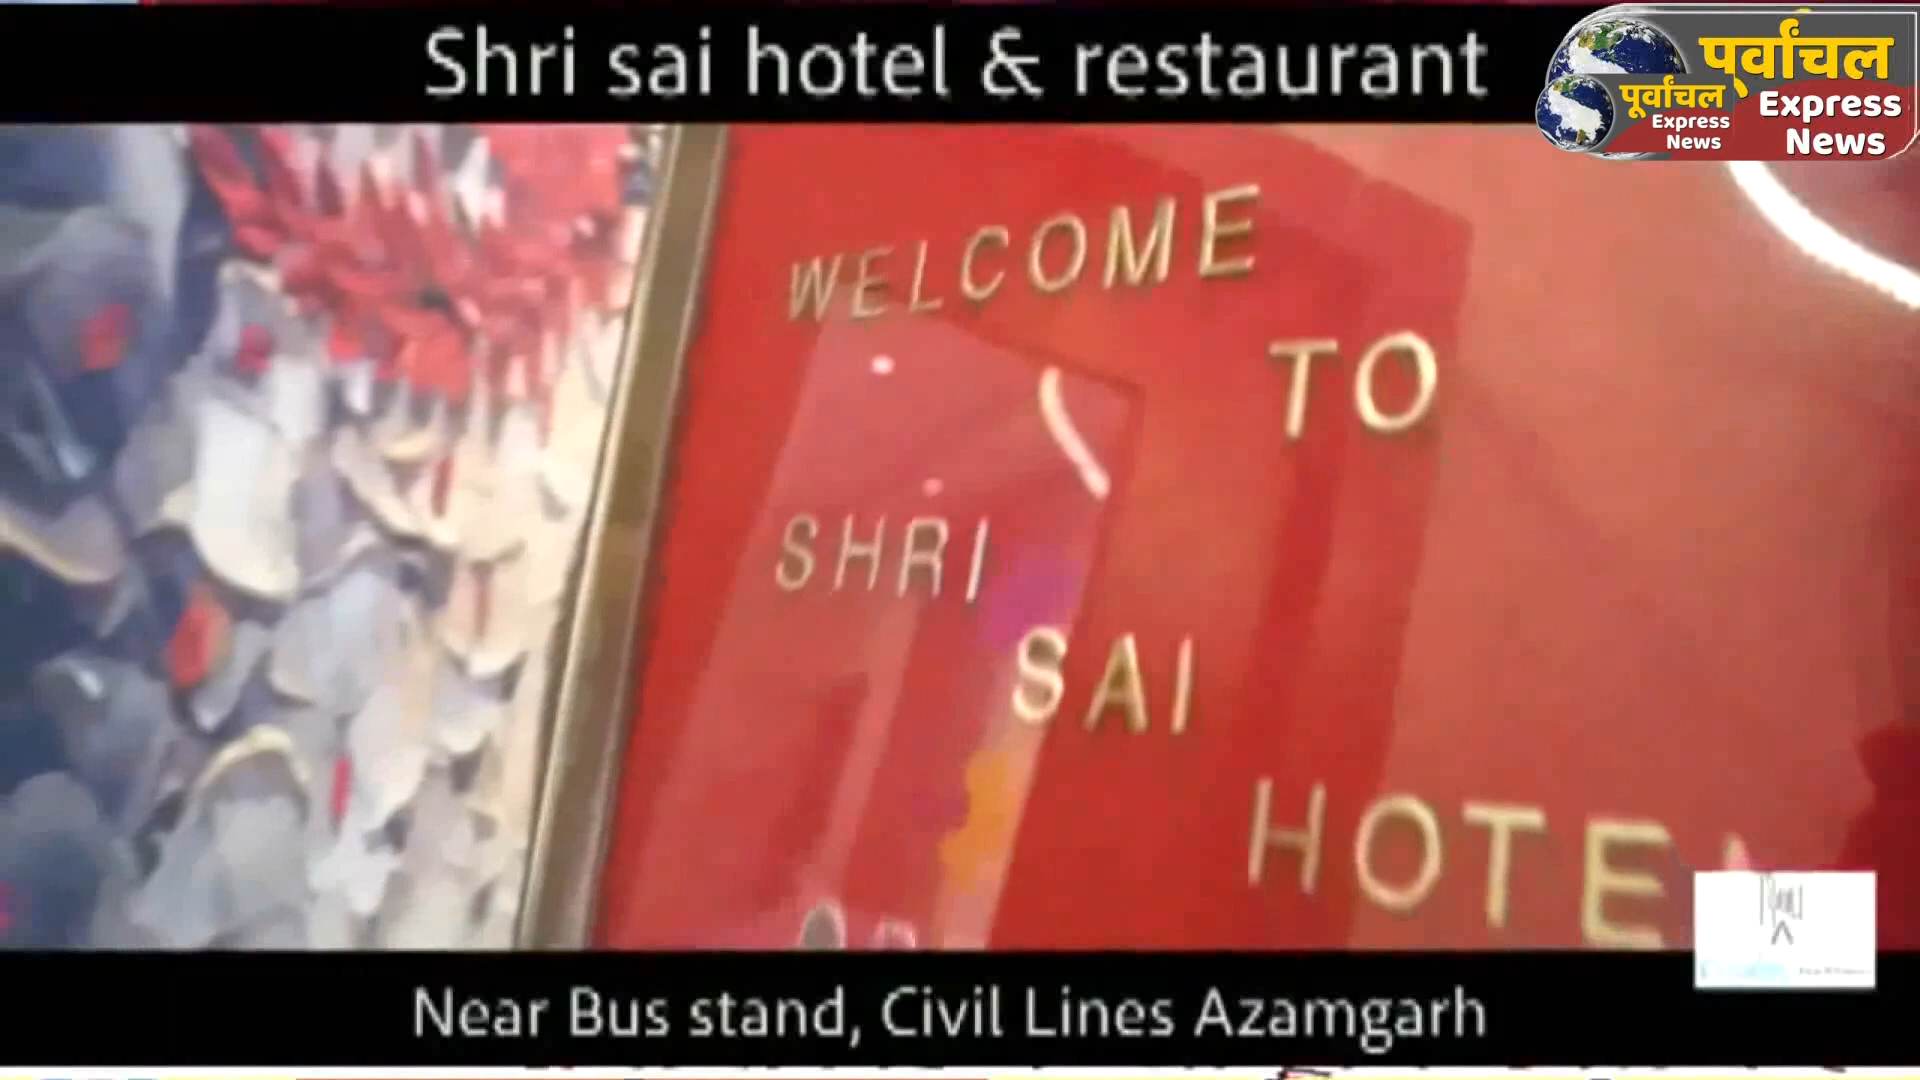 Shri sai hotel & restaurant
पूर्वांचल
Express
News
पूर्वांचल
Express
News
WELCOME
TO
SHRI
SAI
HOTEL
Near Bus stand, Civil Lines Azamgarh